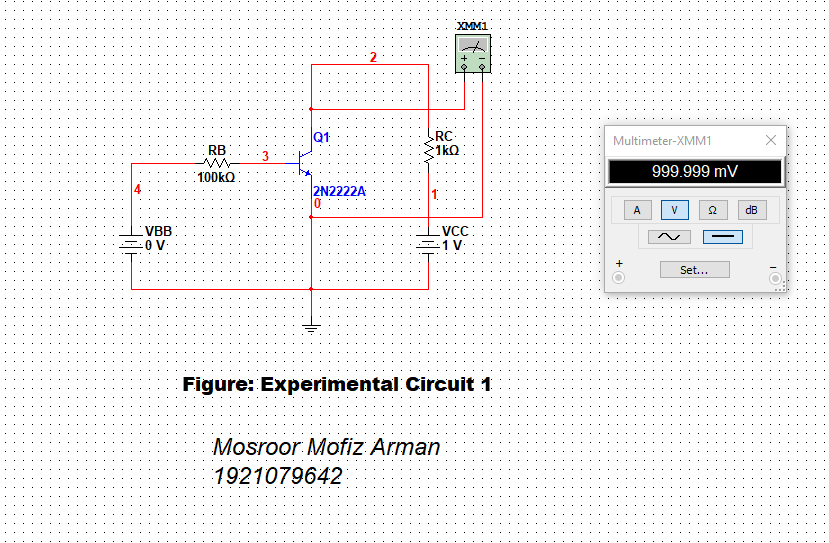 XMM1
2
Q1
RC
1kΩ
RB
3
100kΩ
4
2N2222A
0
1
VBB
0 V
VCC
1 V
Multimeter-XMM1
999.999 mV
A V Ω dB
Set...
+ −
Figure: Experimental Circuit 1
Mosroor Mofiz Arman
1921079642